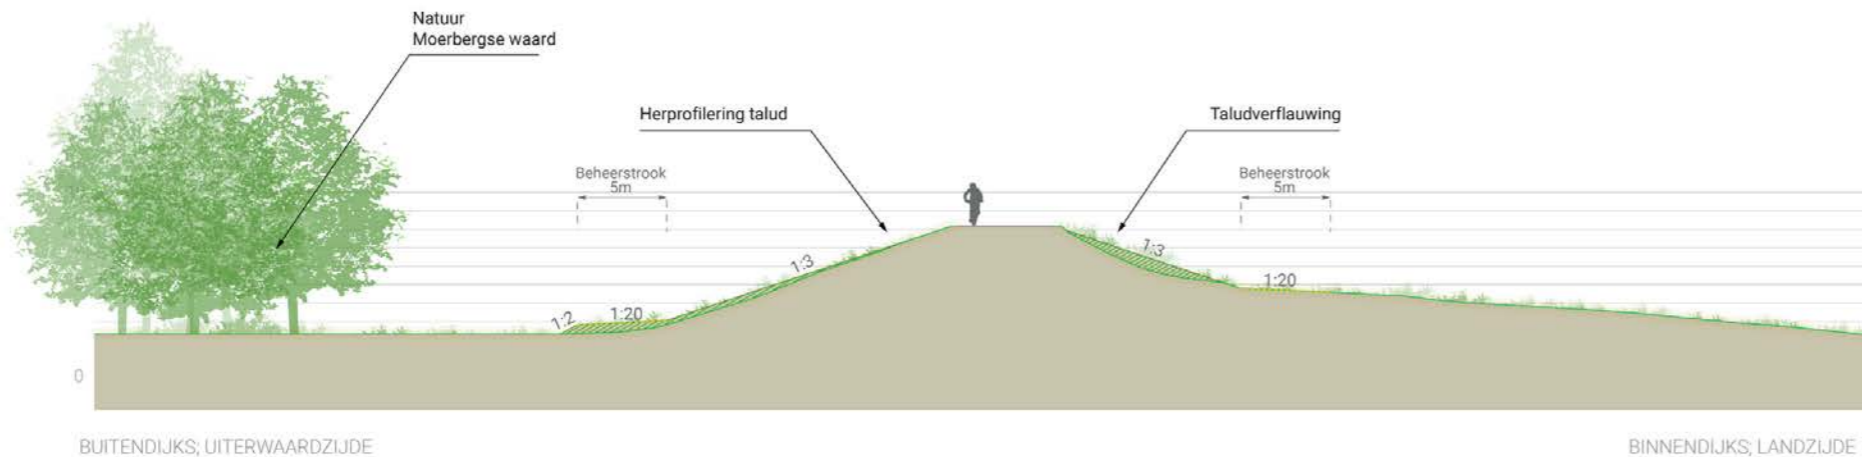 Natuur
Moerbergse waard
Herprofilering talud
Taludverflauwing
Beheerstrook
5m
Beheerstrook
5m
1:3
1:3
1:20
1:2
1:20
0
BUITENDIJKS; UITERWAARDZIJDE
BINNENDIJKS; LANDZIJDE